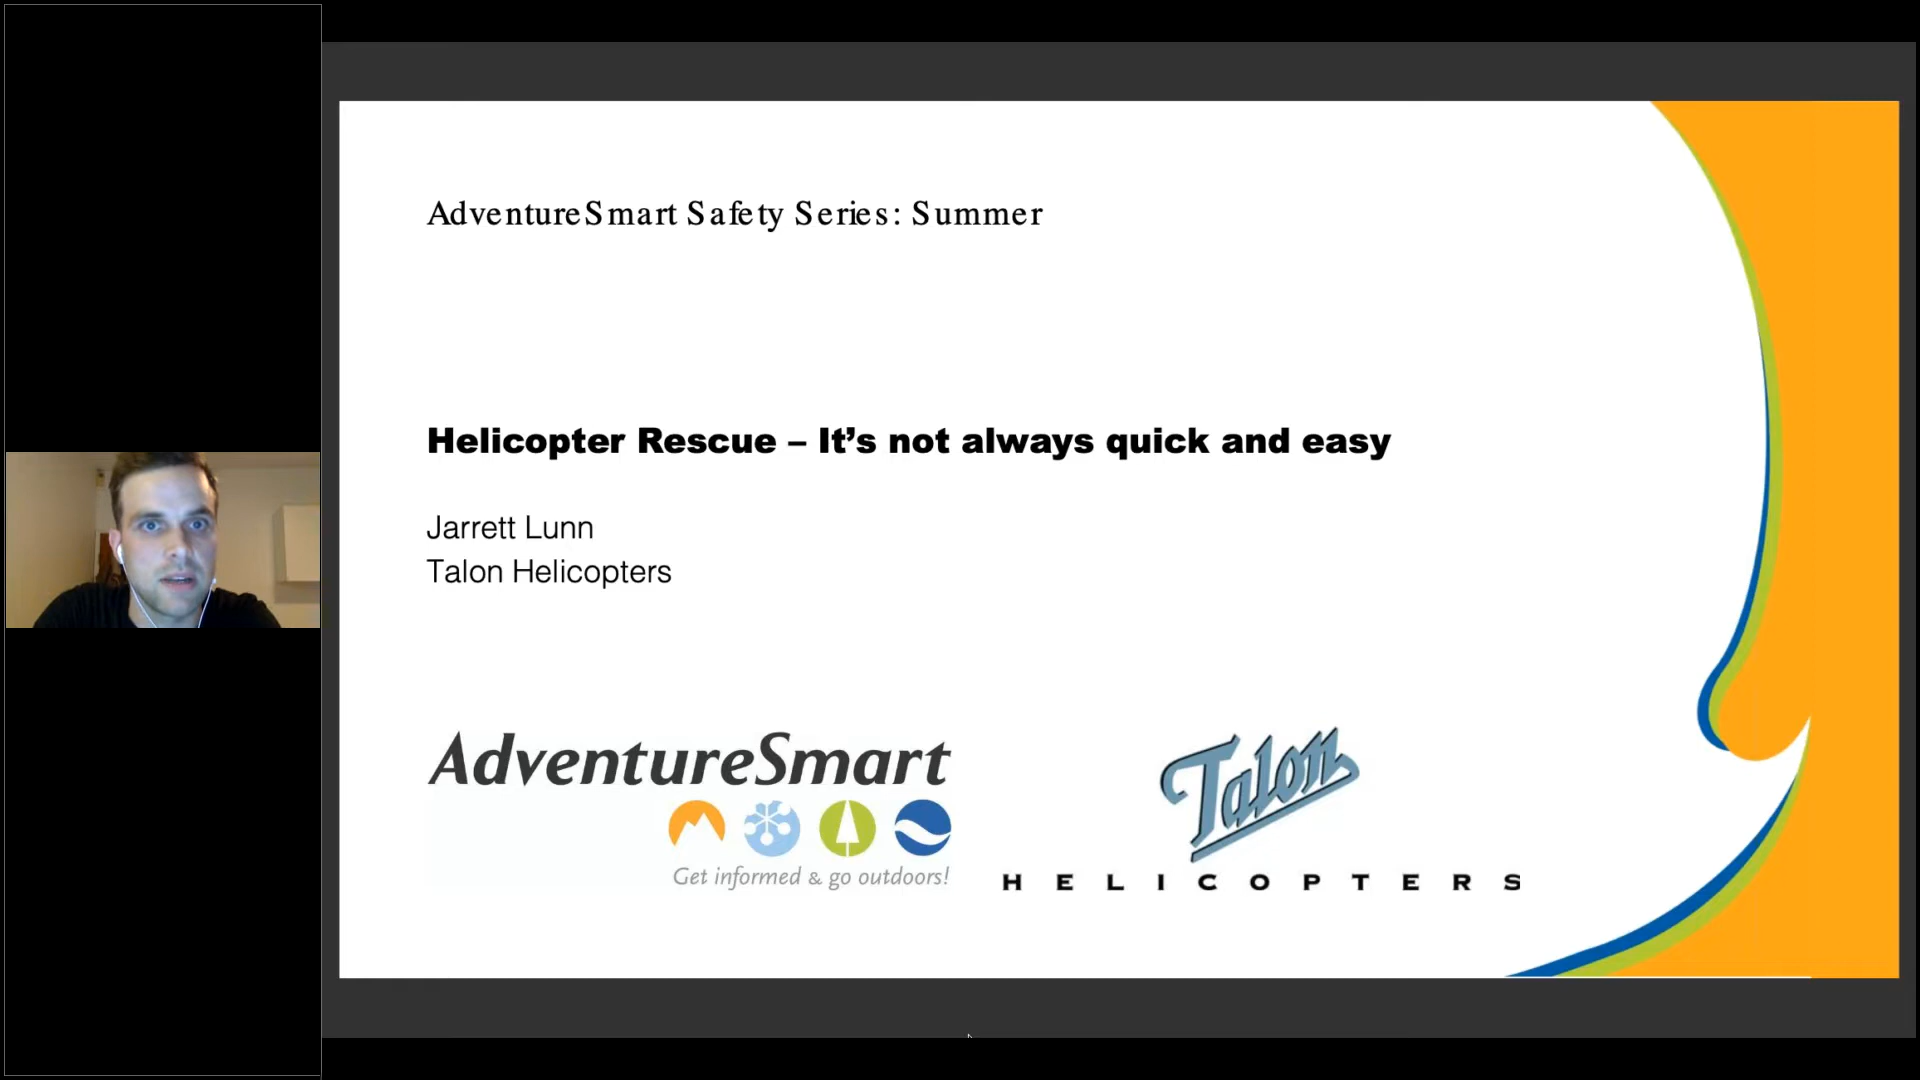 AdventureSmart Safety Series: Summer
Helicopter Rescue – It’s not always quick and easy
Jarrett Lunn
Talon Helicopters
AdventureSmart
Get informed & go outdoors!
Talon
HELICOPTERS